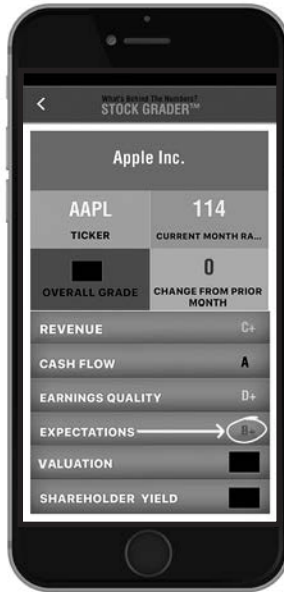 What's Behind The Numbers?
STOCK GRADER™
Apple Inc.
AAPL
TICKER
114
CURRENT MONTH RA...
OVERALL GRADE
0
CHANGE FROM PRIOR
MONTH
REVENUE C+
CASH FLOW A
EARNINGS QUALITY D+
EXPECTATIONS B+
VALUATION
SHAREHOLDER YIELD